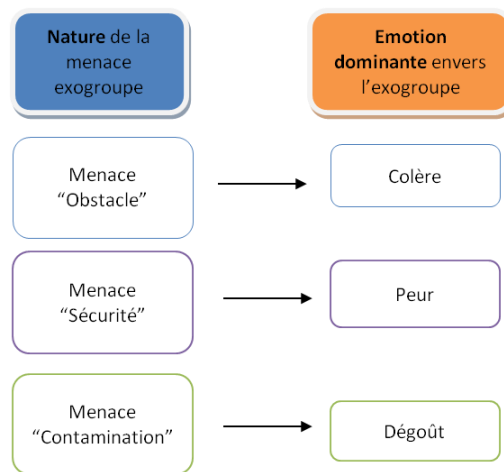 Nature de la
menace
exogroupe
Emotion
dominante envers
l'exogroupe
Menace
“Obstacle”
Colère
Menace
“Sécurité”
Peur
Menace
“Contamination”
Dégoût